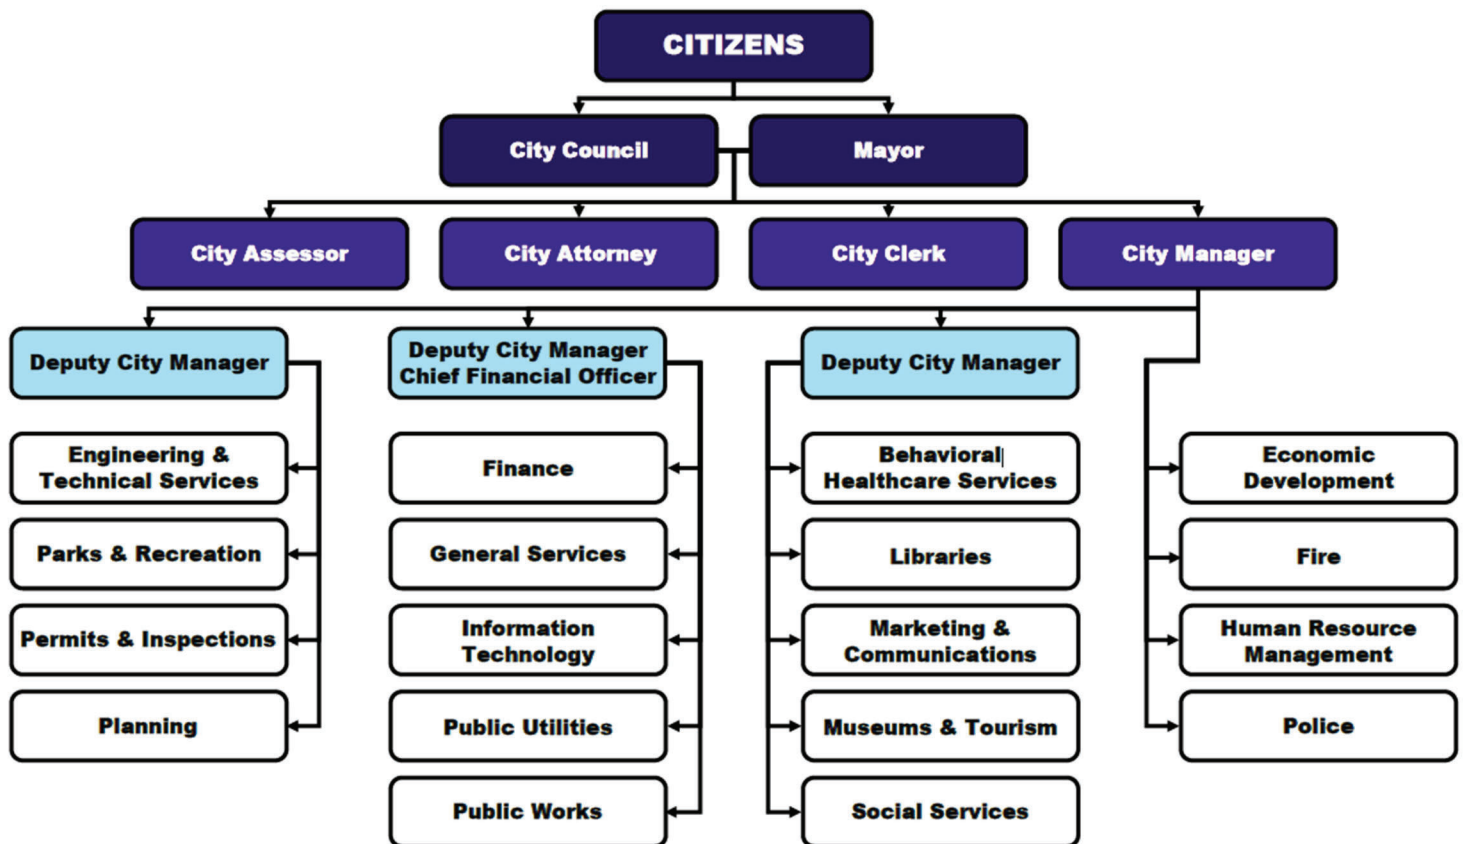 CITIZENS
City Council
Mayor
City Assessor
City Attorney
City Clerk
City Manager
Deputy City Manager
Engineering &
Technical Services
Parks & Recreation
Permits & Inspections
Planning
Deputy City Manager
Chief Financial Officer
Finance
General Services
Information
Technology
Public Utilities
Public Works
Deputy City Manager
Behavioral
Healthcare Services
Libraries
Marketing &
Communications
Museums & Tourism
Social Services
Economic
Development
Fire
Human Resource
Management
Police